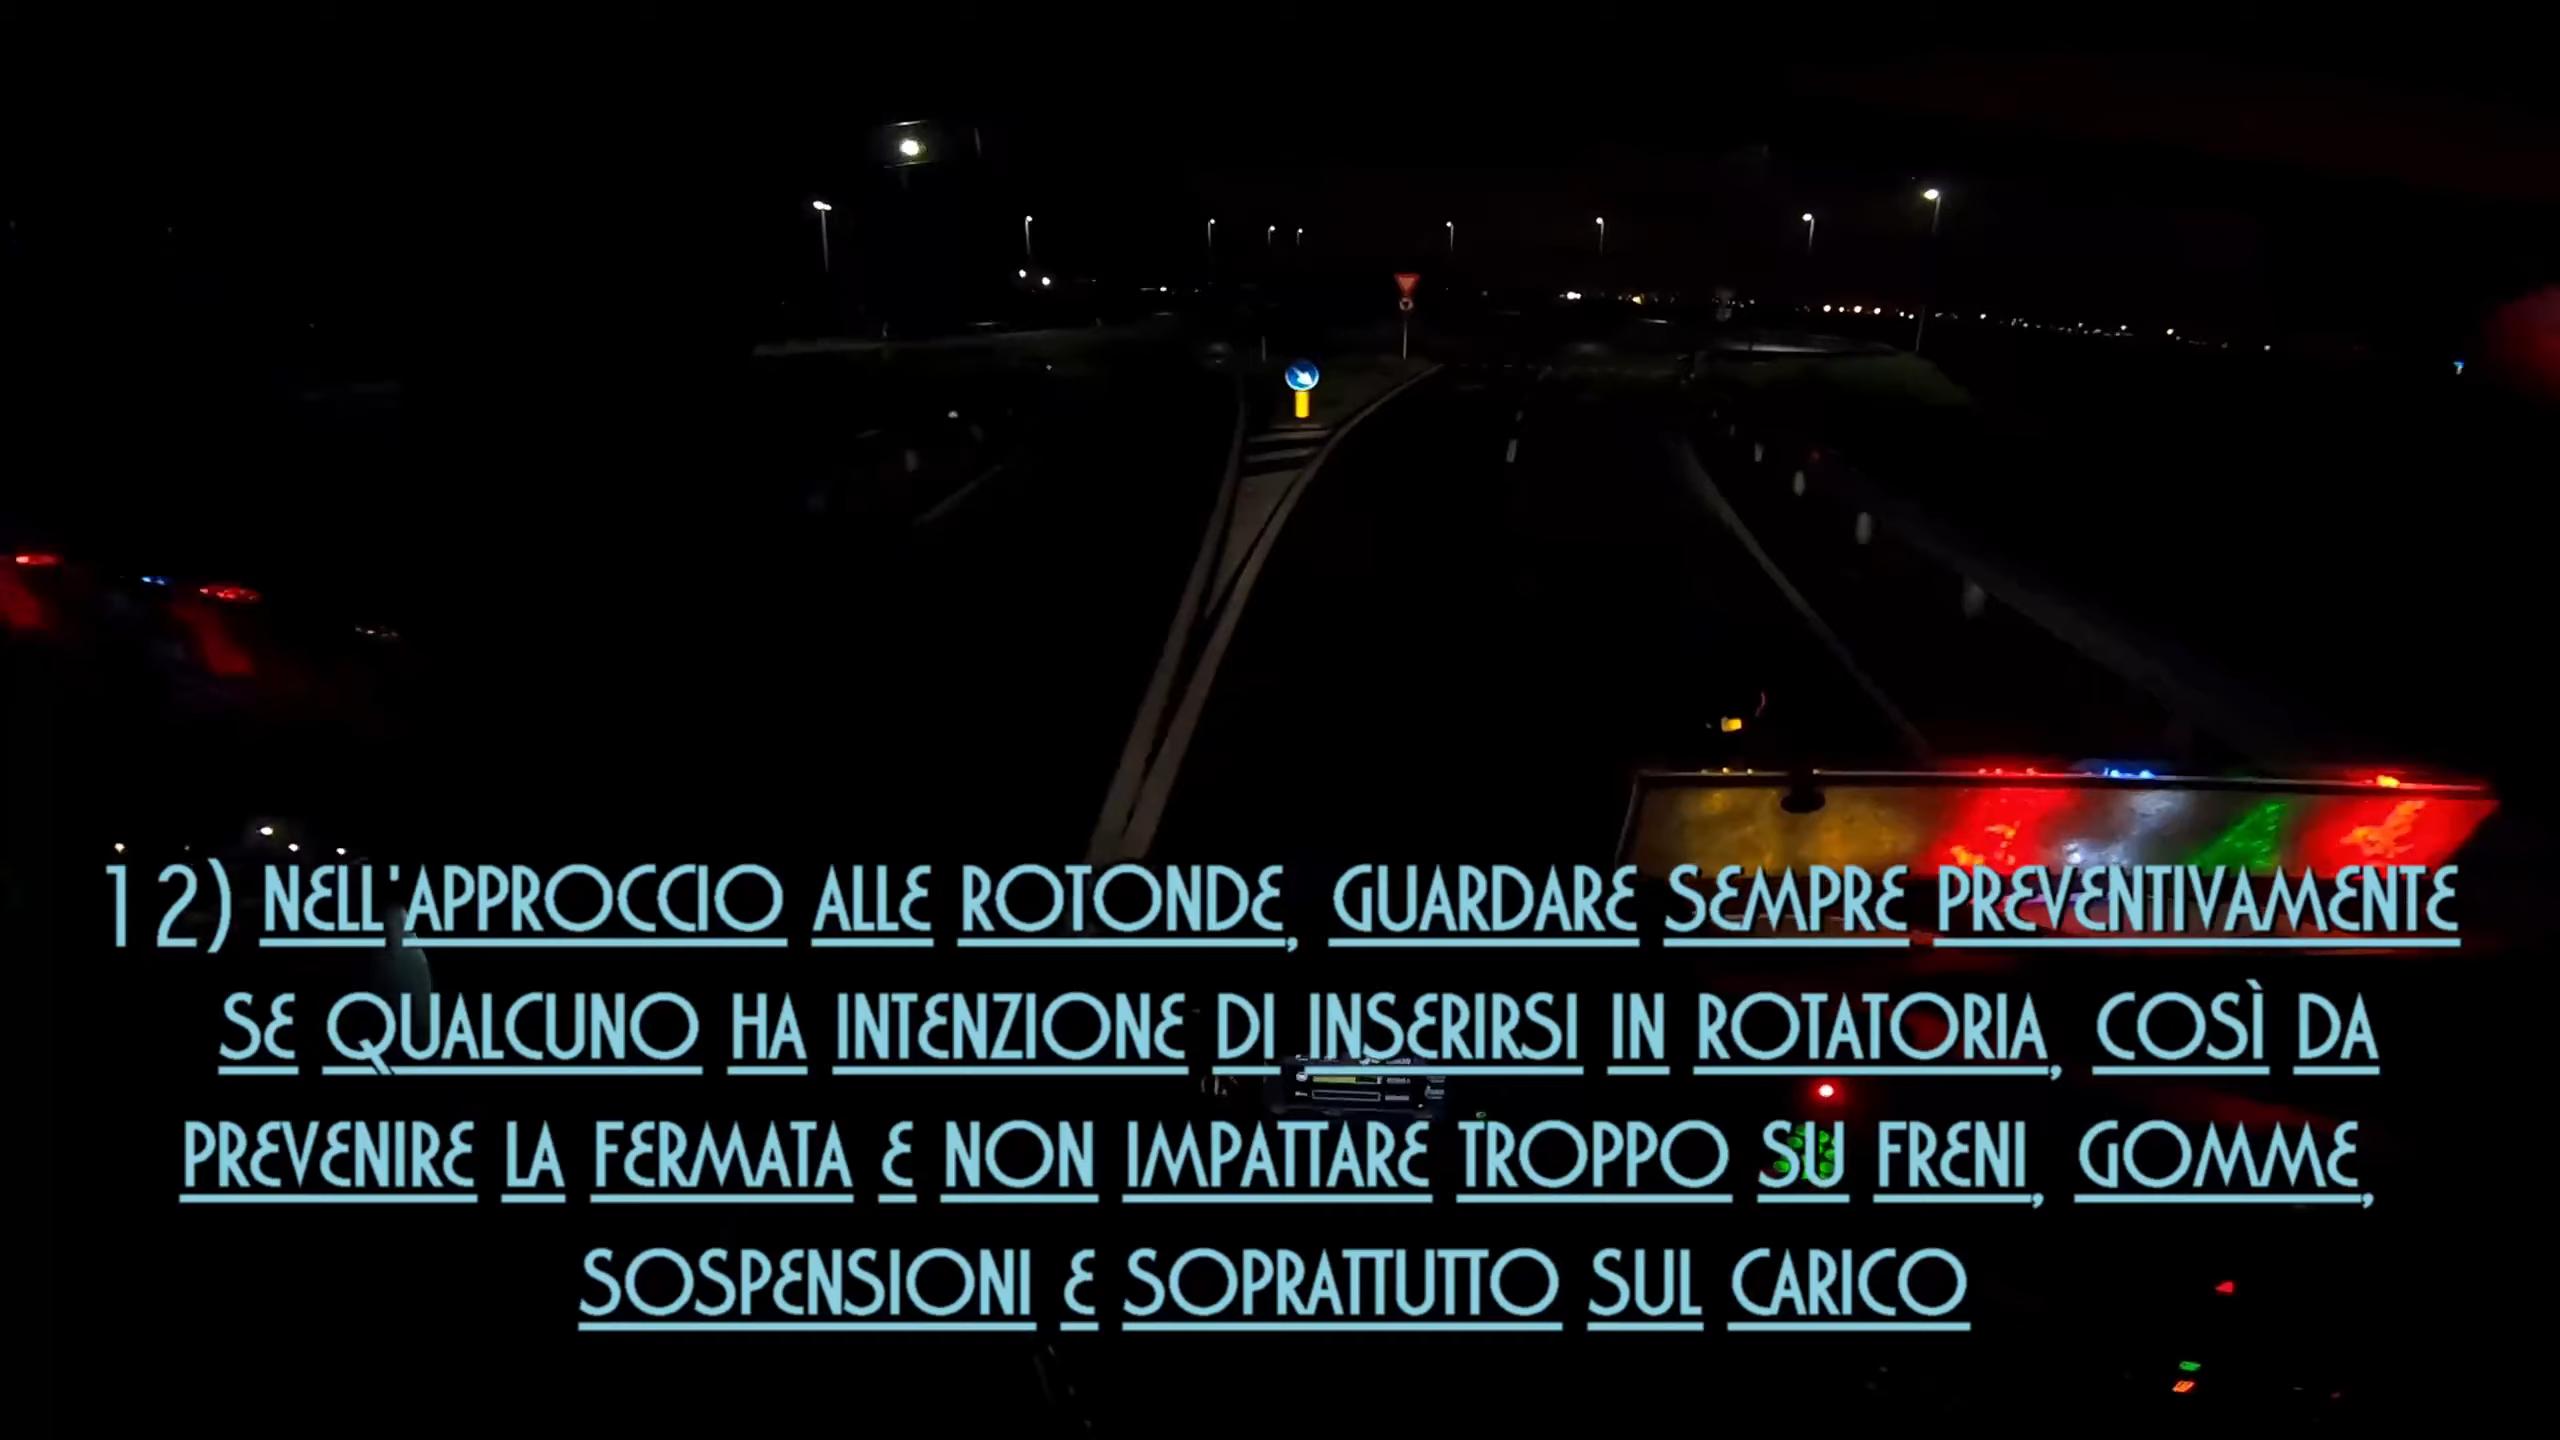 12) NELL'APPROCCIO ALLE ROTONDE, GUARDARE SEMPRE PREVENTIVAMENTE
SE QUALCUNO HA INTENZIONE DI INSERIRSI IN ROTATORIA, COSÌ DA
PREVENIRE LA FERMATA E NON IMPATTARE TROPPO SU FRENI, GOMME,
SOSPENSIONI E SOPRATTUTTO SUL CARICO